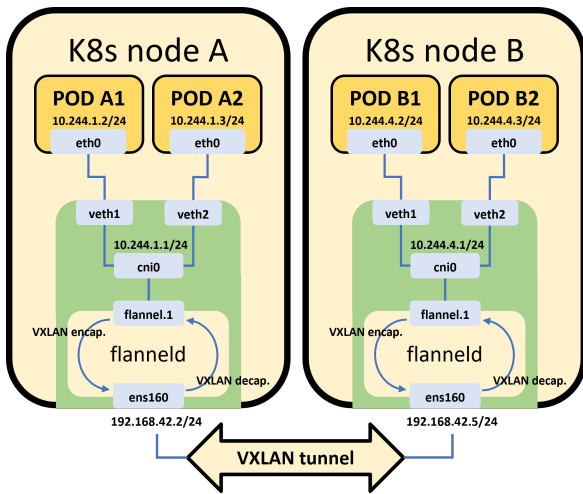 K8s node A
POD A1
10.244.1.2/24
eth0
POD A2
10.244.1.3/24
eth0
veth1
veth2
10.244.1.1/24
cni0
flannel.1
VXLAN encap.
flanneld
VXLAN decap.
ens160
192.168.42.2/24
K8s node B
POD B1
10.244.4.2/24
eth0
POD B2
10.244.4.3/24
eth0
veth1
veth2
10.244.4.1/24
cni0
flannel.1
VXLAN encap.
flanneld
VXLAN decap.
ens160
192.168.42.5/24
VXLAN tunnel